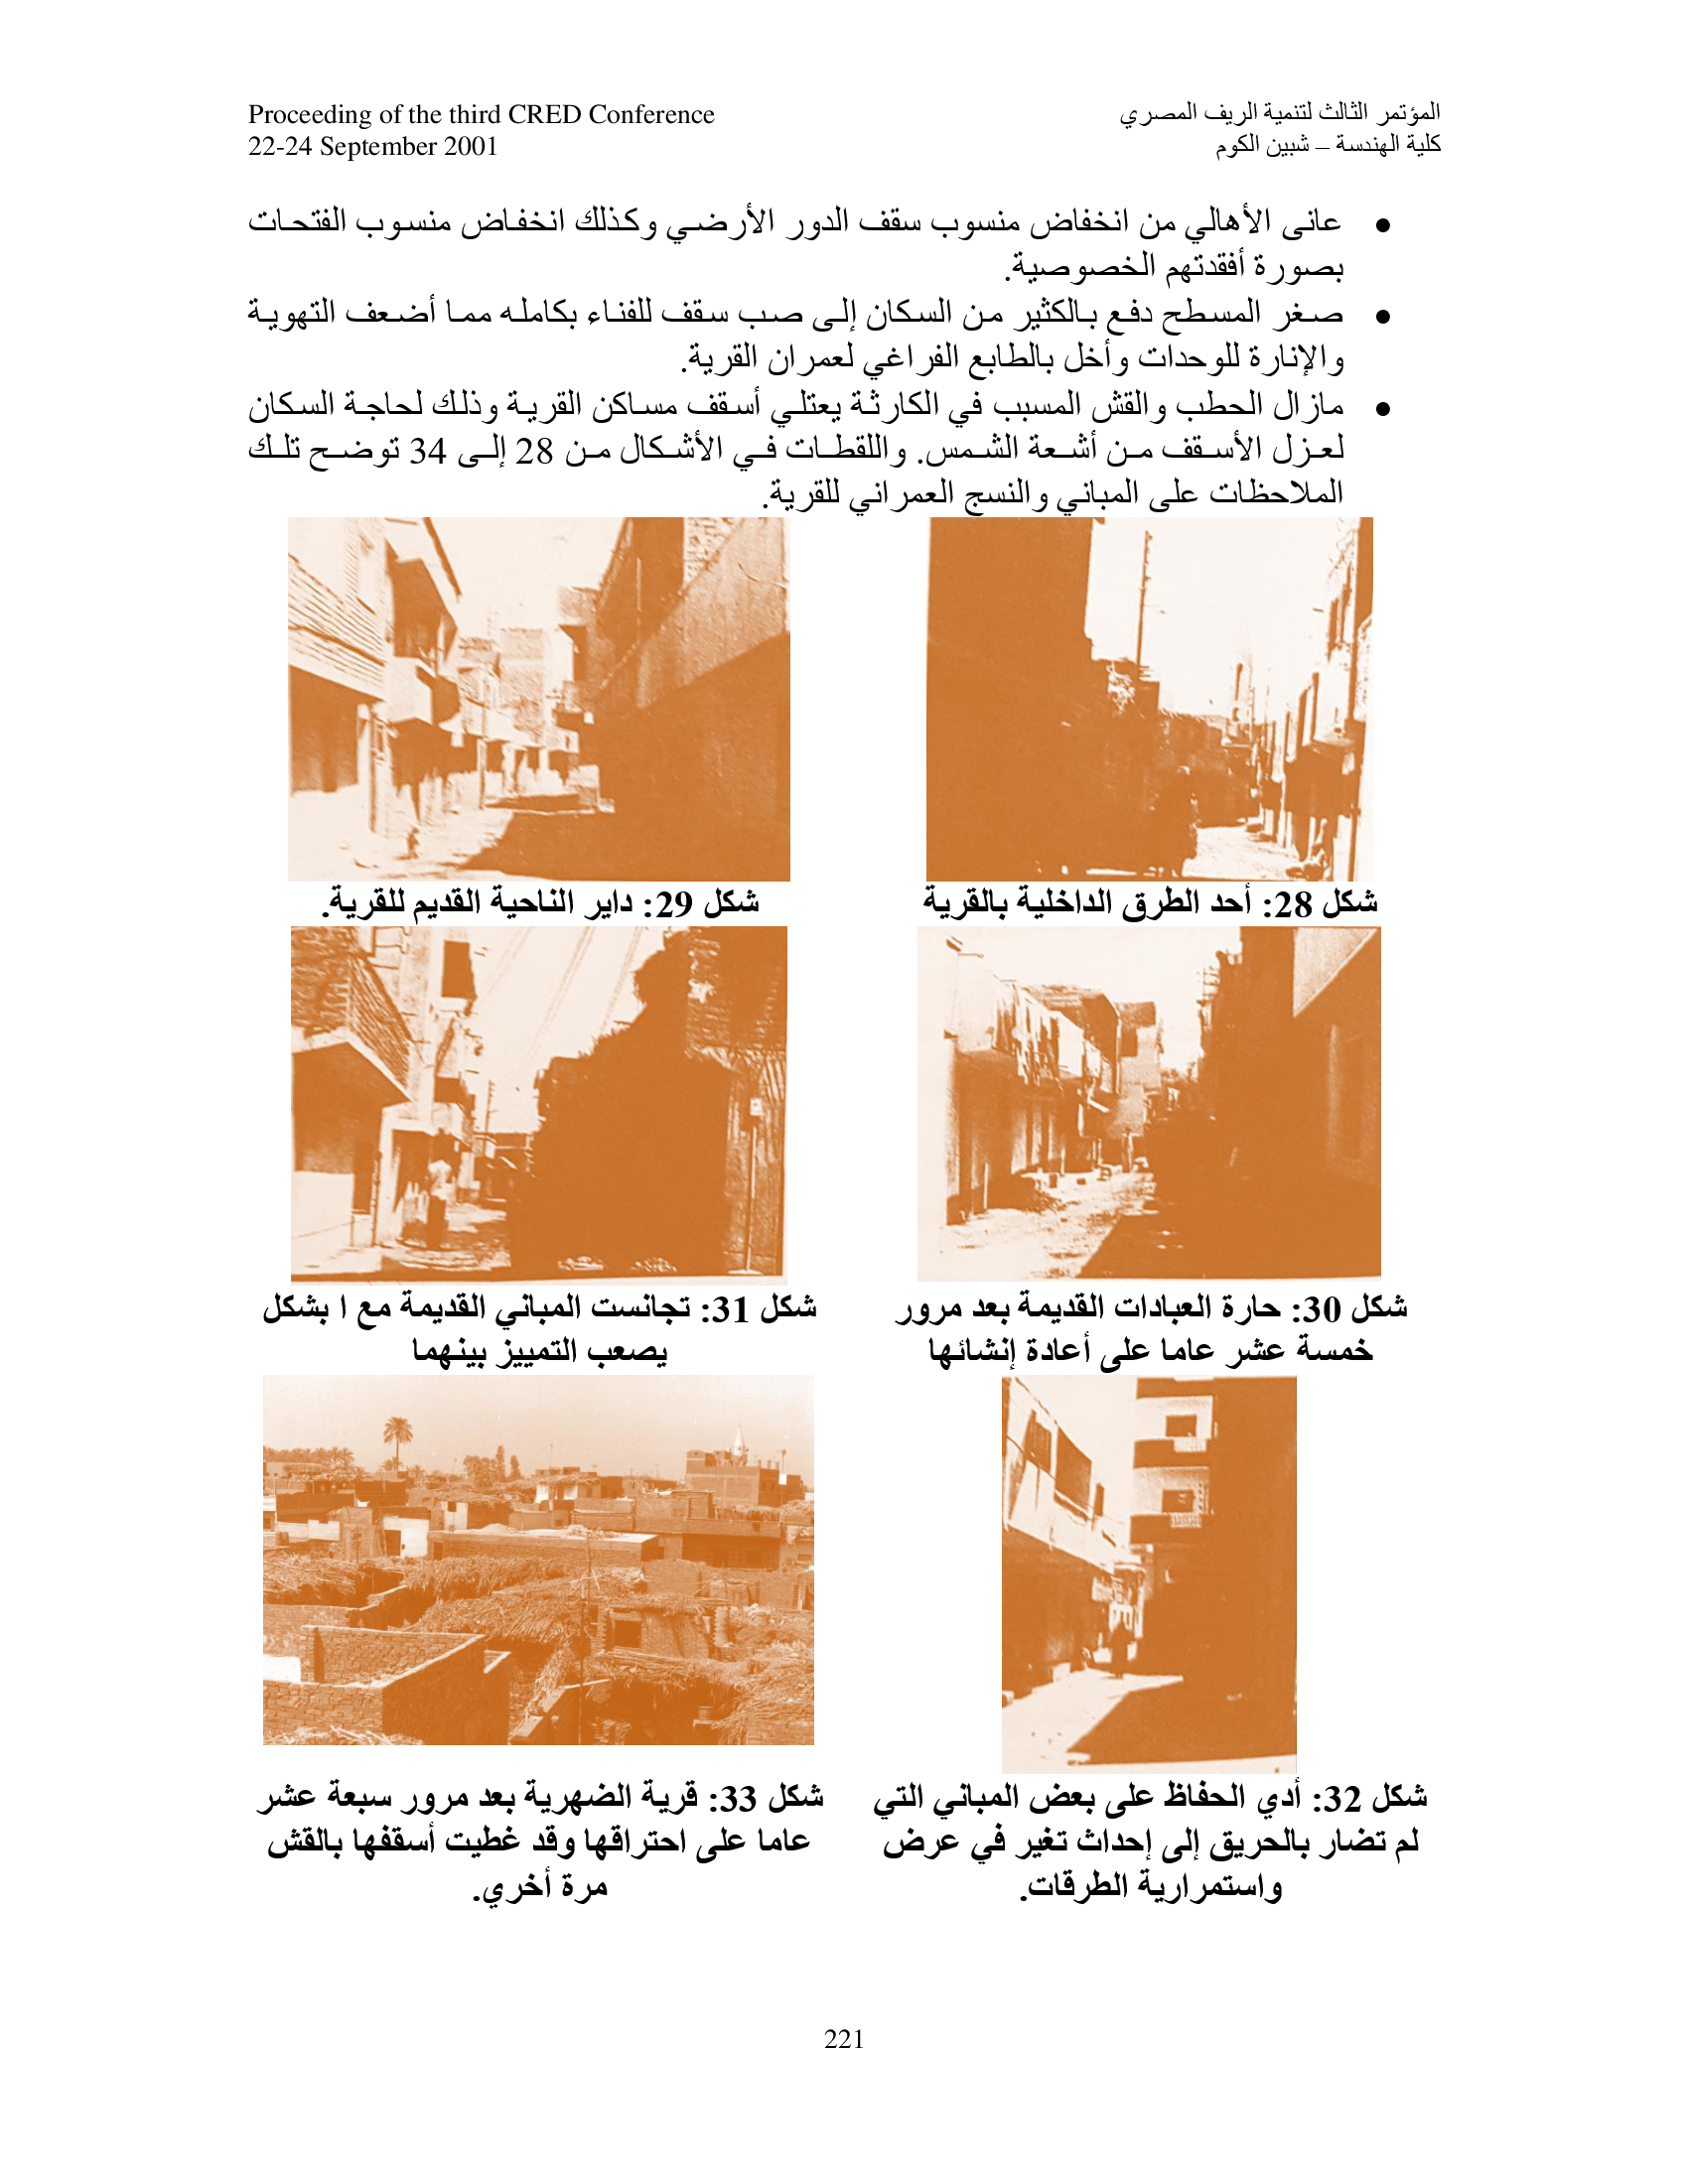 Proceeding of the third CRED Conference
المؤتمر الثالث لتنمية الريف المصري
22-24 September 2001
كلية الهندسة – شبين الكوم
• عانى الأهالي من انخفاض منسوب سقف الدور الأرضي وكذلك انخفاض منسوب الفتحات
بصورة أفقدتهم الخصوصية.
• صغر المسطح دفع بالكثير من السكان إلى صب سقف للفناء بكامله مما أضعف التهوية
والإنارة للوحدات وأخل بالطابع الفراغي لعمران القرية.
• مازال الحطب والقش المسبب في الكارثة يعتلي أسقف مساكن القرية وذلك لحاجة السكان
لعزل الأسقف من أشعة الشمس. واللقطات في الأشكال من 28 إلى 34 توضح تلك
الملاحظات على المباني والنسج العمراني للقرية.
شكل 28: أحد الطرق الداخلية بالقرية
شكل 29: داير الناحية القديم للقرية.
شكل 30: حارة العبادات القديمة بعد مرور
خمسة عشر عاما على أعادة إنشائها
شكل 31: تجانست المباني القديمة مع ا بشكل
يصعب التمييز بينهما
شكل 32: أدي الحفاظ على بعض المباني التي
لم تضار بالحريق إلى إحداث تغير في عرض
واستمرارية الطرقات.
شكل 33: قرية الضهرية بعد مرور سبعة عشر
عاما على احتراقها وقد غطيت أسقفها بالقش
مرة أخري.
221